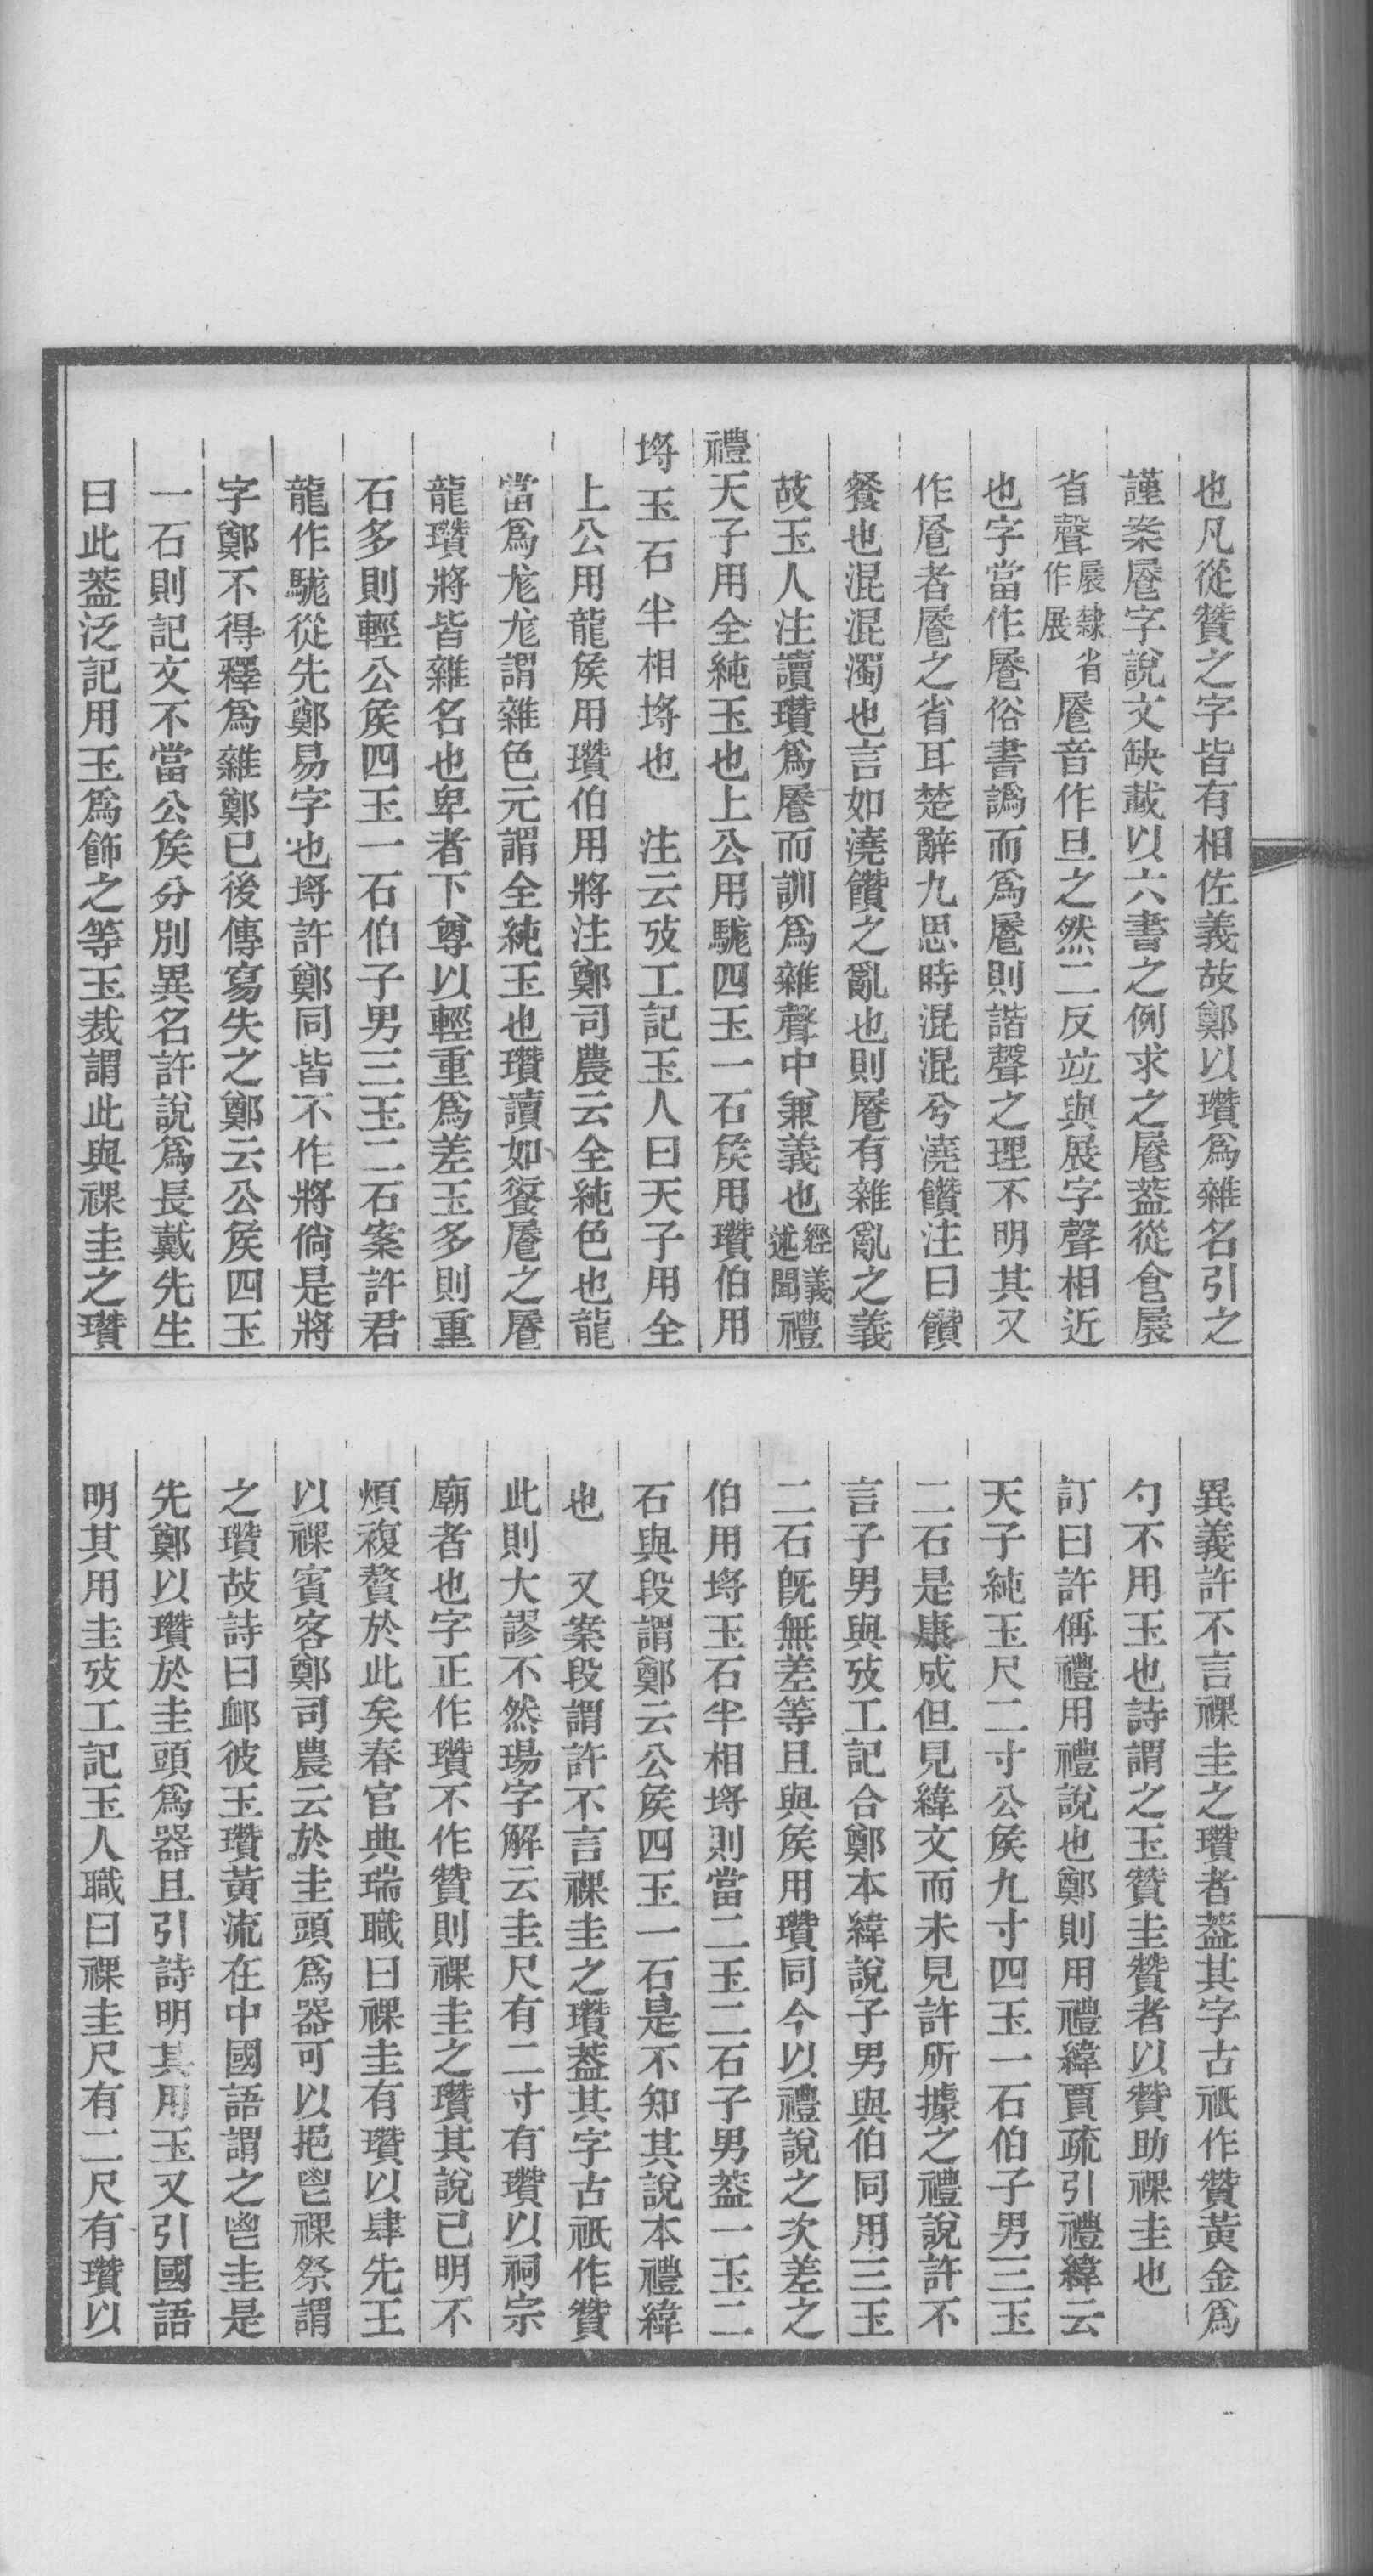 也凡從贊之字皆有相佐義故鄭以瓚爲雜名引之
謹案𩞄字說文缺載以六書之例求之𩞄葢從食㞡
省聲㞡隸省作展𩞄音作旦之然二反竝與展字聲相近
也字當作𩞄俗書譌而爲𩞄則諧聲之理不明其又
作𩞄者𩞄之省耳楚辭九思時混混兮澆饡注曰饡
餐也混混濁也言如澆饡之亂也則𩞄有雜亂之義
故玉人注讀瓚爲𩞄而訓爲雜聲中兼義也經義述聞禮
禮天子用全純玉也上公用駹四玉一石矦用瓚伯用
埓玉石半相埓也　注云攷工記玉人曰天子用全
上公用龍矦用瓚伯用將注鄭司農云全純色也龍
當爲尨尨謂雜色元謂全純玉也瓚讀如餐𩞄之𩞄
龍瓚將皆雜名也卑者下尊以輕重爲差玉多則重
石多則輕公矦四玉一石伯子男三玉二石案許君
龍作駹從先鄭易字也埓許鄭同皆不作將倘是將
字鄭不得釋爲雜鄭已後傳寫失之鄭云公矦四玉
一石則記文不當公矦分別異名許說爲長戴先生
曰此葢泛記用玉爲飾之等玉裁謂此與祼圭之瓚
異義許不言祼圭之瓚者葢其字古祇作贊黃金爲
勺不用玉也詩謂之玉贊圭贊者以贊助祼圭也
訂曰許偁禮用禮說也鄭則用禮緯賈疏引禮緯云
天子純玉尺二寸公矦九寸四玉一石伯子男三玉
二石是康成但見緯文而未見許所據之禮說許不
言子男與攷工記合鄭本緯說子男與伯同用三玉
二石旣無差等且與矦用瓚同今以禮說之次差之
伯用埓玉石半相埓則當二玉二石子男葢一玉二
石與段謂鄭云公矦四玉一石是不知其說本禮緯
也　又案段謂許不言祼圭之瓚葢其字古祇作贊
此則大謬不然瑒字解云圭尺有二寸有瓚以祠宗
廟者也字正作瓚不作贊則祼圭之瓚其說已明不
煩複贅於此矣春官典瑞職曰祼圭有瓚以肆先王
以祼賓客鄭司農云於圭頭爲器可以挹鬯祼祭謂
之瓚故詩曰卹彼玉瓚黃流在中國語謂之鬯圭是
先鄭以瓚於圭頭爲器且引詩明其用玉又引國語
明其用圭攷工記玉人職曰祼圭尺有二尺有瓚以